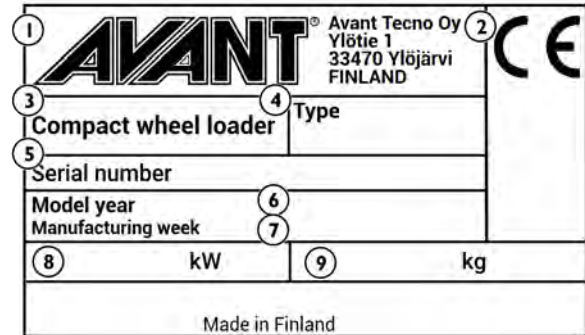 1 AVANT® Avant Tecno Oy 2 CE
Ylötie 1
33470 Ylöjärvi
FINLAND
3 Compact wheel loader 4 Type
5 Serial number
Model year 6
Manufacturing week 7
8 kW 9 kg
Made in Finland